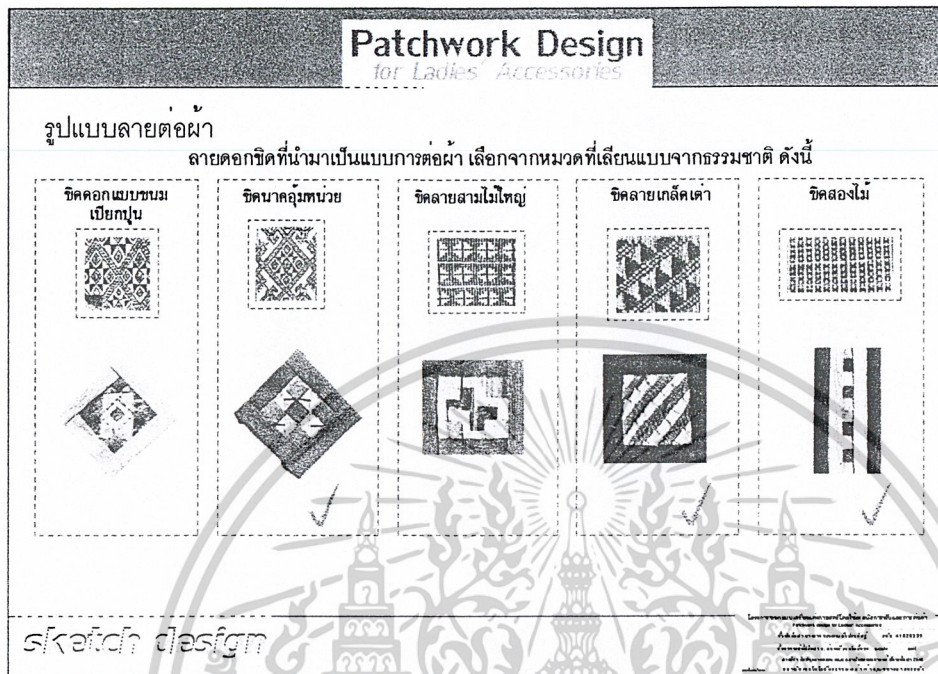 Patchwork Design
for Ladies' Accessories
รูปแบบลายต่อผ้า
ลายดอกขิดที่นำมาเป็นแบบการต่อผ้า เลือกจากหมวดที่เลียนแบบจากธรรมชาติ ดังนี้
ขิดดอกแบบขนม
เปียกปูน
ขิดนาคอุ้มหน่วย
ขิดลายสามไม้ใหญ่
ขิดลายเกล็ดเต่า
ขิดสองไม้
sketch design